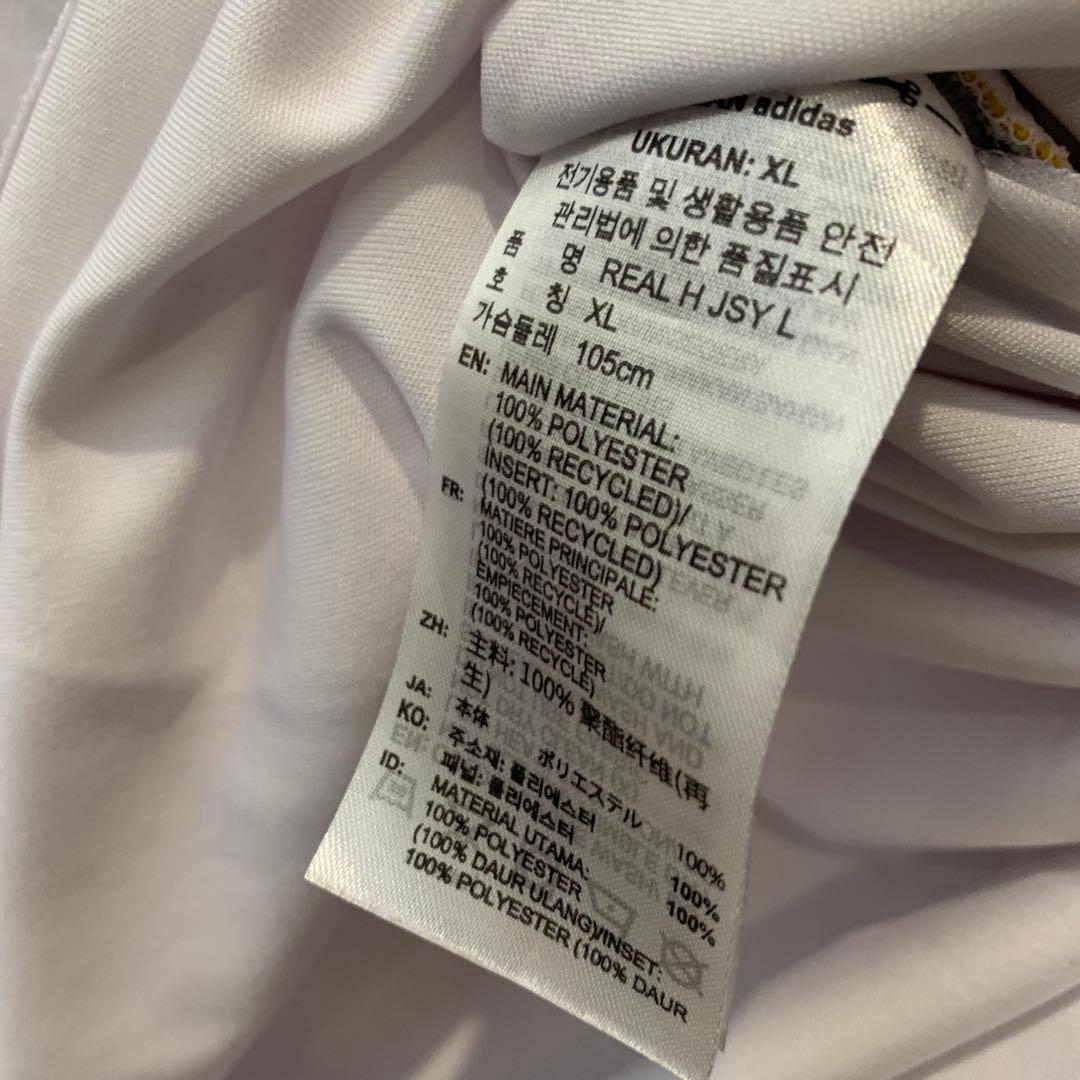 adidas
UKURAN: XL
전기용품 및 생활용품 안전
관리법에 의한 품질표시
품 명 REAL H JSY L
호 칭 XL
가슴둘레 105cm
EN: MAIN MATERIAL:
100% POLYESTER
(100% RECYCLED)/
INSERT: 100% POLYESTER
(100% RECYCLED)
FR: MATIERE PRINCIPALE:
100% POLYESTER
(100% RECYCLE)/
EMPIECEMENT:
100% POLYESTER
(100% RECYCLE)
ZH: 主料: 100% 聚酯纤维(再
生)
JA: 本体 ポリエステル 100%
KO: 주소재: 폴리에스터 100%
패널: 폴리에스터 100%
ID: MATERIAL UTAMA:
100% POLYESTER
(100% DAUR ULANG)/INSET:
100% POLYESTER (100% DAUR